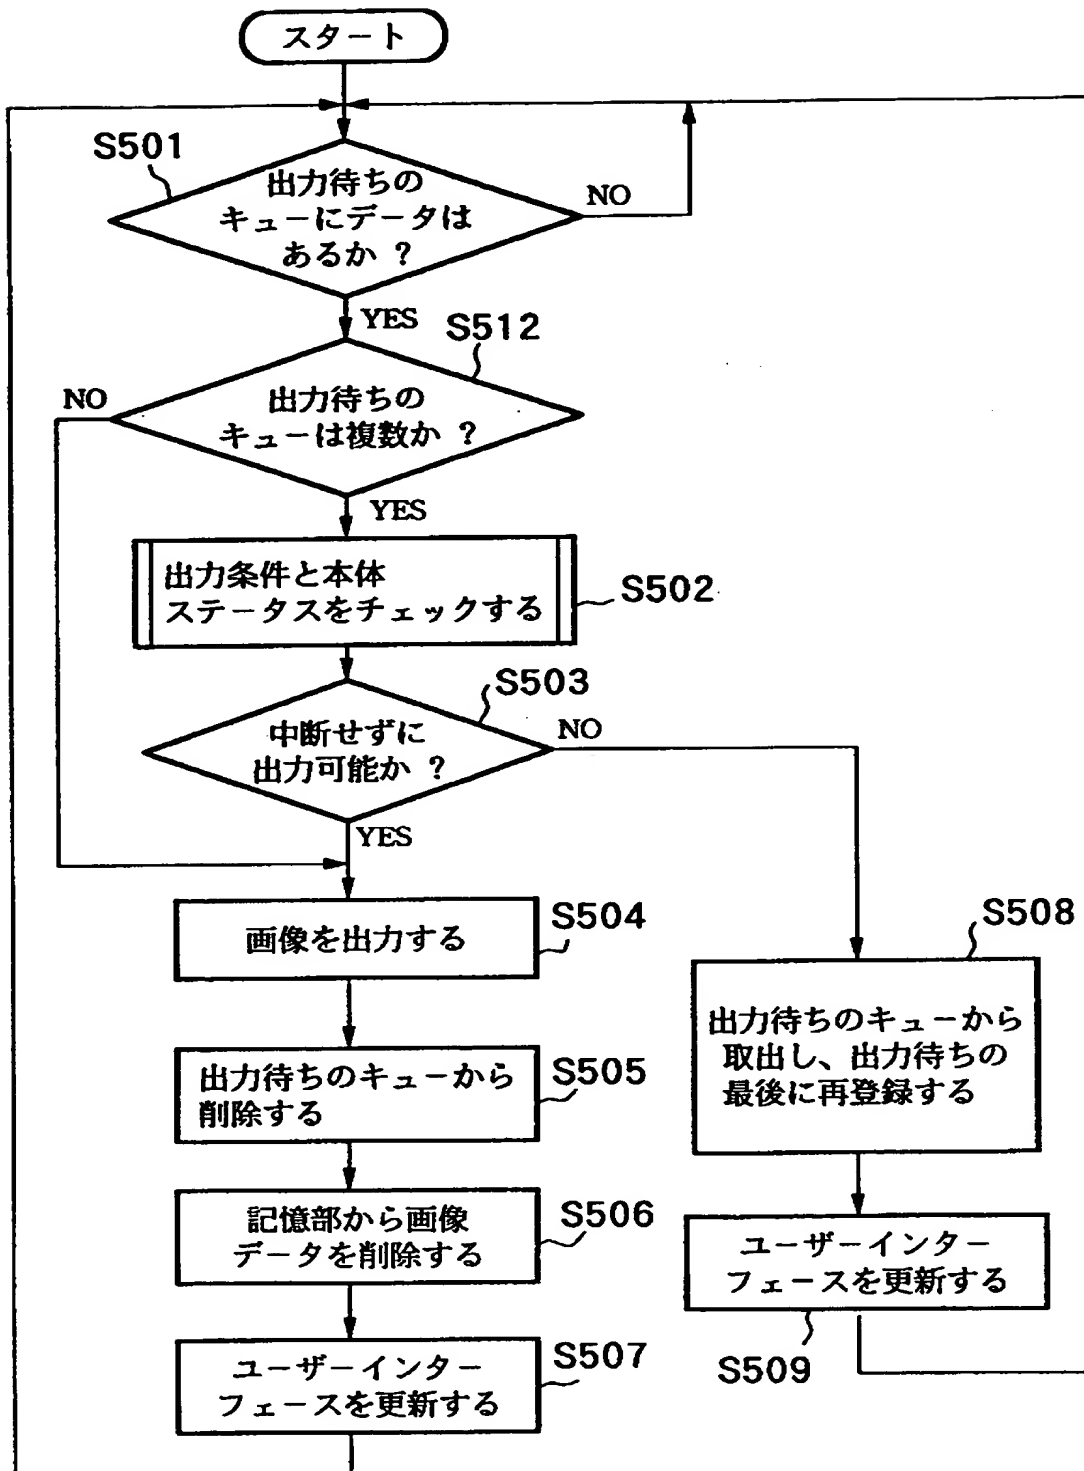 スタート
S501
出力待ちの
キューにデータは
あるか ?
NO
YES
S512
NO
出力待ちの
キューは複数か ?
YES
出力条件と本体
ステータスをチェックする
S502
S503
中断せずに
出力可能か ?
NO
YES
画像を出力する
S504
出力待ちのキューから
削除する
S505
記憶部から画像
データを削除する
S506
ユーザーインター
フェースを更新する
S507
S508
出力待ちのキューから
取出し、出力待ちの
最後に再登録する
ユーザーインター
フェースを更新する
S509